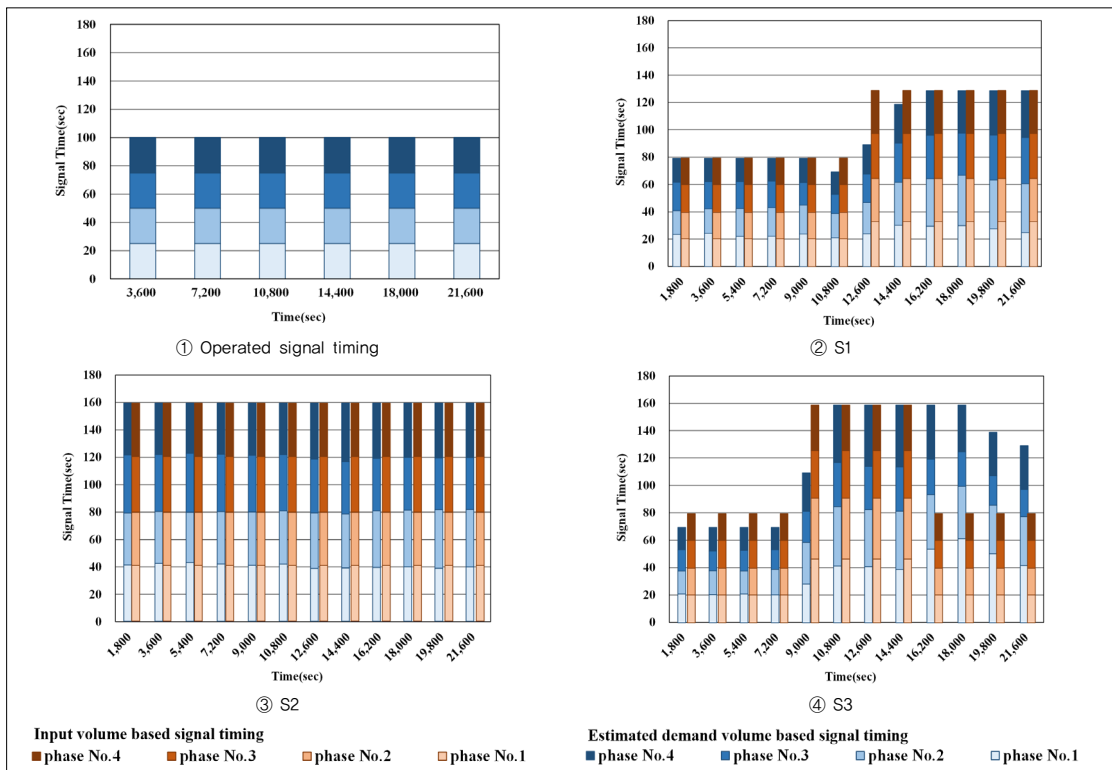 180
160
140
120
100
80
60
40
20
0
Signal Time(sec)
3,600 7,200 10,800 14,400 18,000 21,600
Time(sec)
① Operated signal timing
180
160
140
120
100
80
60
40
20
0
Signal Time(sec)
1,800 3,600 5,400 7,200 9,000 10,800 12,600 14,400 16,200 18,000 19,800 21,600
Time(sec)
② S1
180
160
140
120
100
80
60
40
20
0
Signal Time(sec)
1,800 3,600 5,400 7,200 9,000 10,800 12,600 14,400 16,200 18,000 19,800 21,600
Time(sec)
③ S2
180
160
140
120
100
80
60
40
20
0
Signal Time(sec)
1,800 3,600 5,400 7,200 9,000 10,800 12,600 14,400 16,200 18,000 19,800 21,600
Time(sec)
④ S3
Input volume based signal timing
phase No.4 phase No.3 phase No.2 phase No.1
Estimated demand volume based signal timing
phase No.4 phase No.3 phase No.2 phase No.1